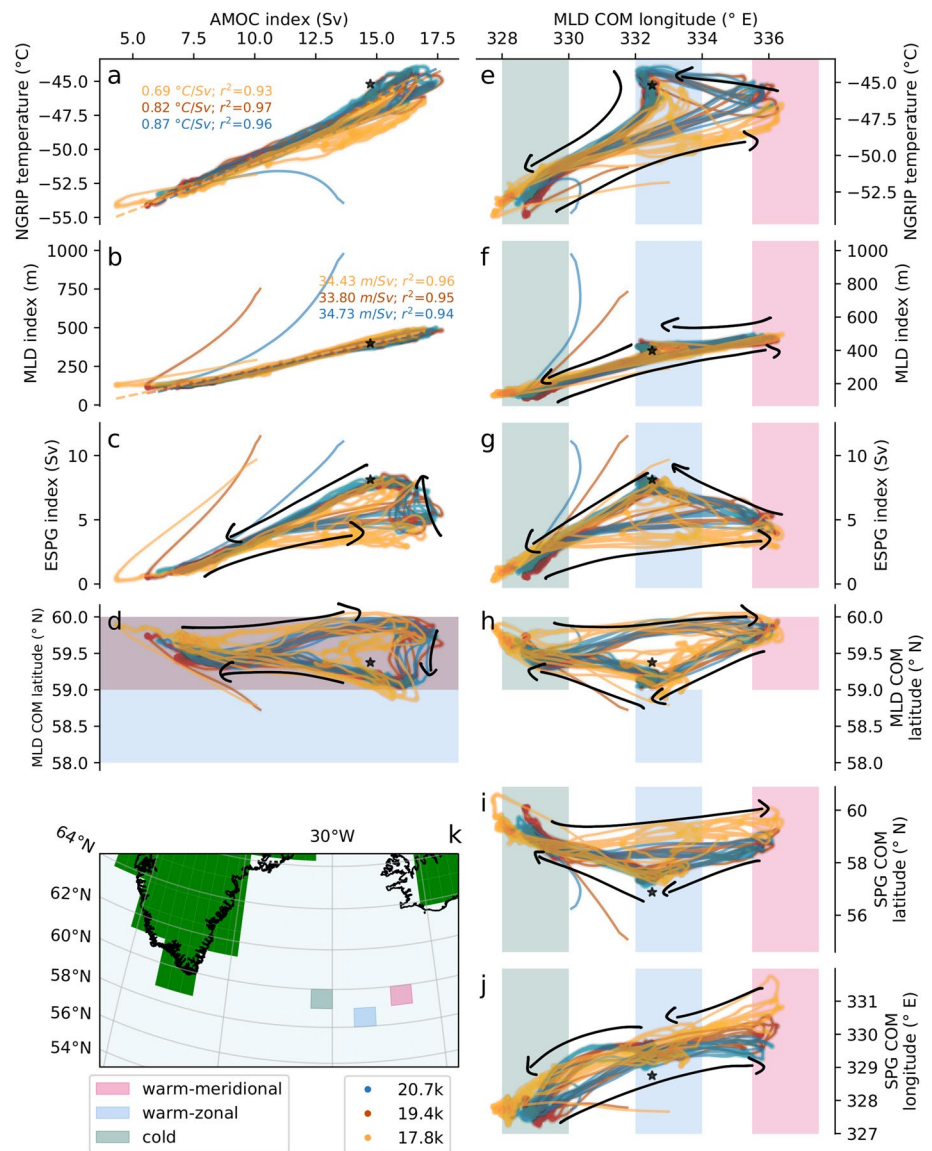 AMOC index (Sv)
MLD COM longitude (° E)
5.0 7.5 10.0 12.5 15.0 17.5
328 330 332 334 336
NGRIP temperature (°C)
−45.0
−47.5
−50.0
−52.5
−55.0
a
0.69 °C/Sv; r²=0.93
0.82 °C/Sv; r²=0.97
0.87 °C/Sv; r²=0.96
e
−45.0
−47.5
−50.0
−52.5
NGRIP temperature (°C)
MLD index (m)
1000
750
500
250
0
b
34.43 m/Sv; r²=0.96
33.80 m/Sv; r²=0.95
34.73 m/Sv; r²=0.94
f
1000
800
600
400
200
MLD index (m)
ESPG index (Sv)
10
5
0
c
g
10
5
0
ESPG index (Sv)
MLD COM latitude (° N)
60.0
59.5
59.0
58.5
58.0
d
h
60.0
59.5
59.0
58.5
58.0
MLD COM
latitude (° N)
i
60
58
56
SPG COM
latitude (° N)
64°N
30°W
k
62°N
60°N
58°N
56°N
54°N
j
331
330
329
328
327
SPG COM
longitude (° E)
warm-meridional
warm-zonal
cold
20.7k
19.4k
17.8k